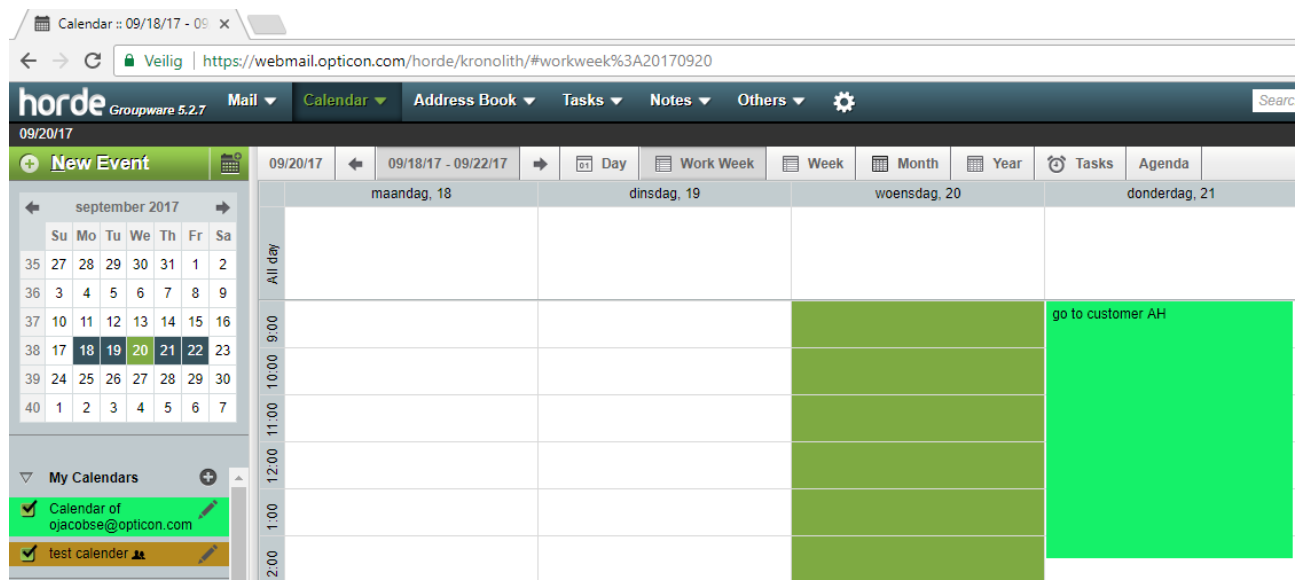 Calendar :: 09/18/17 - 09
Veilig https://webmail.opticon.com/horde/kronolith/#workweek%3A20170920
horde Groupware 5.2.7 Mail Calendar Address Book Tasks Notes Others Searc
09/20/17
New Event 09/20/17 09/18/17 - 09/22/17 01 Day Work Week Week Month Year Tasks Agenda
maandag, 18 dinsdag, 19 woensdag, 20 donderdag, 21
september 2017
Su Mo Tu We Th Fr Sa
35 27 28 29 30 31 1 2
36 3 4 5 6 7 8 9
37 10 11 12 13 14 15 16
38 17 18 19 20 21 22 23
39 24 25 26 27 28 29 30
40 1 2 3 4 5 6 7
My Calendars
Calendar of
ojacobse@opticon.com
test calender
All day
9:00
10:00
11:00
12:00
1:00
2:00
go to customer AH